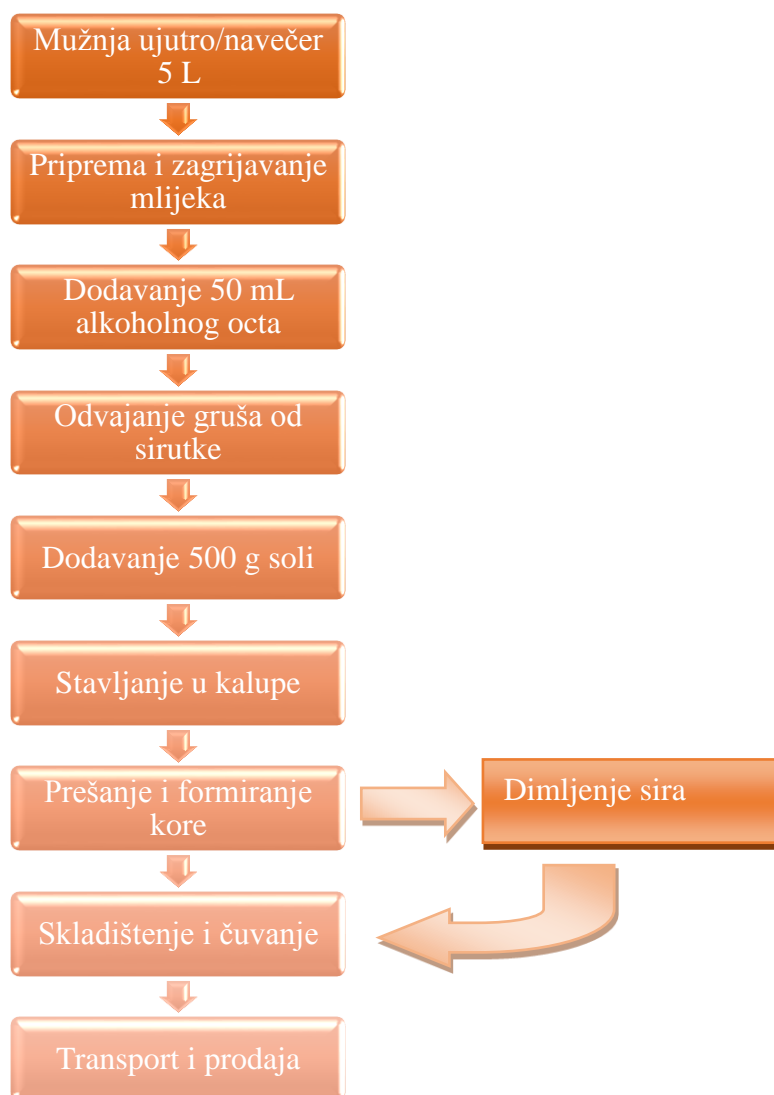 Mužnja ujutro/navečer
5 L
Priprema i zagrijavanje
mlijeka
Dodavanje 50 mL
alkoholnog octa
Odvajanje gruša od
sirutke
Dodavanje 500 g soli
Stavljanje u kalupe
Prešanje i formiranje
kore
Dimljenje sira
Skladištenje i čuvanje
Transport i prodaja